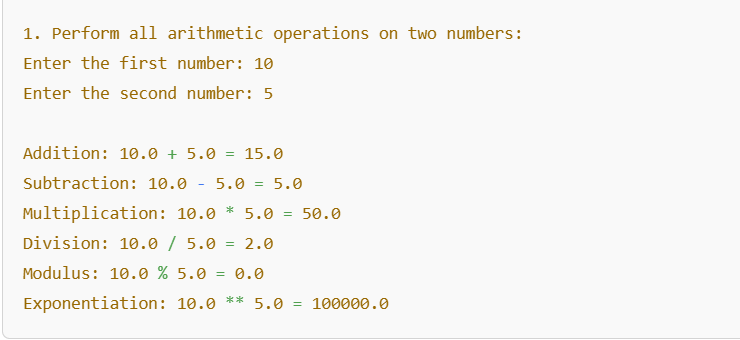 1. Perform all arithmetic operations on two numbers:
Enter the first number: 10
Enter the second number: 5
Addition: 10.0 + 5.0 = 15.0
Subtraction: 10.0 - 5.0 = 5.0
Multiplication: 10.0 * 5.0 = 50.0
Division: 10.0 / 5.0 = 2.0
Modulus: 10.0 % 5.0 = 0.0
Exponentiation: 10.0 ** 5.0 = 100000.0